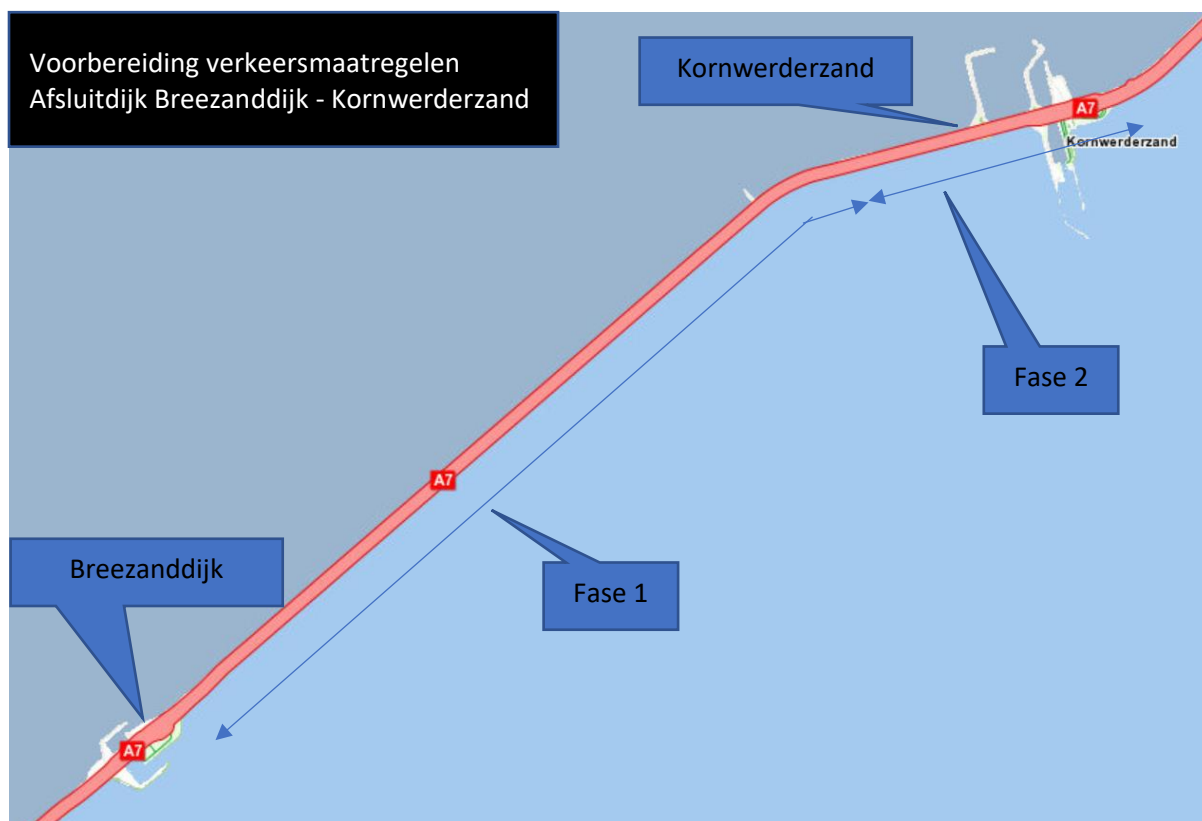 Voorbereiding verkeersmaatregelen
Afsluitdijk Breezanddijk - Kornwerderzand
Kornwerderzand
A7
Kornwerderzand
Fase 2
A7
Breezanddijk
Fase 1
A7